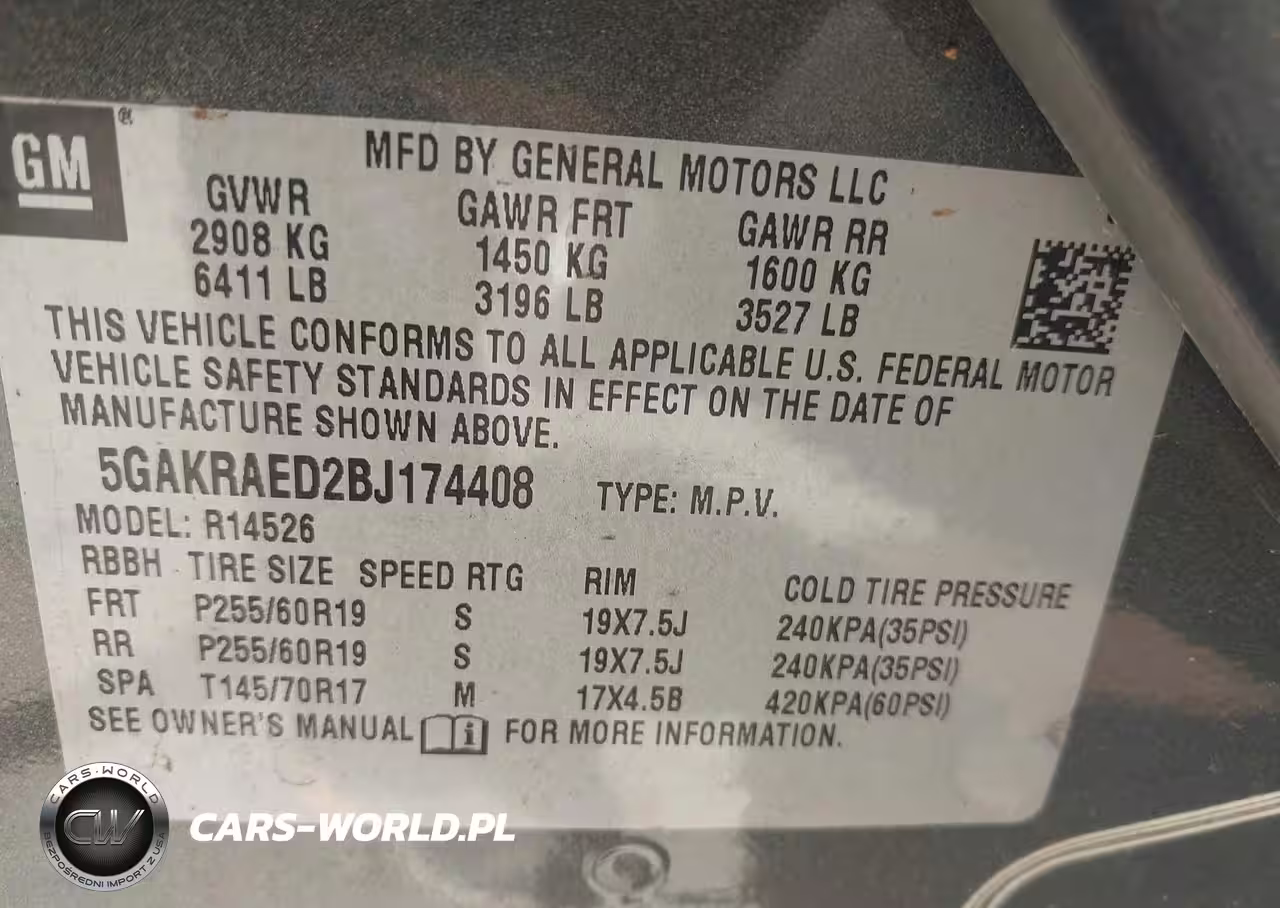 GM ®
MFD BY GENERAL MOTORS LLC
GVWR GAWR FRT GAWR RR
2908 KG 1450 KG 1600 KG
6411 LB 3196 LB 3527 LB
THIS VEHICLE CONFORMS TO ALL APPLICABLE U.S. FEDERAL MOTOR
VEHICLE SAFETY STANDARDS IN EFFECT ON THE DATE OF
MANUFACTURE SHOWN ABOVE.
5GAKRAED2BJ174408 TYPE: M.P.V.
MODEL: R14526
RBBH TIRE SIZE SPEED RTG RIM COLD TIRE PRESSURE
FRT P255/60R19 S 19X7.5J 240KPA(35PSI)
RR P255/60R19 S 19X7.5J 240KPA(35PSI)
SPA T145/70R17 M 17X4.5B 420KPA(60PSI)
SEE OWNER'S MANUAL i FOR MORE INFORMATION.
CARS-WORLD
CW
BEZPOŚREDNI IMPORT Z USA
CARS-WORLD.PL